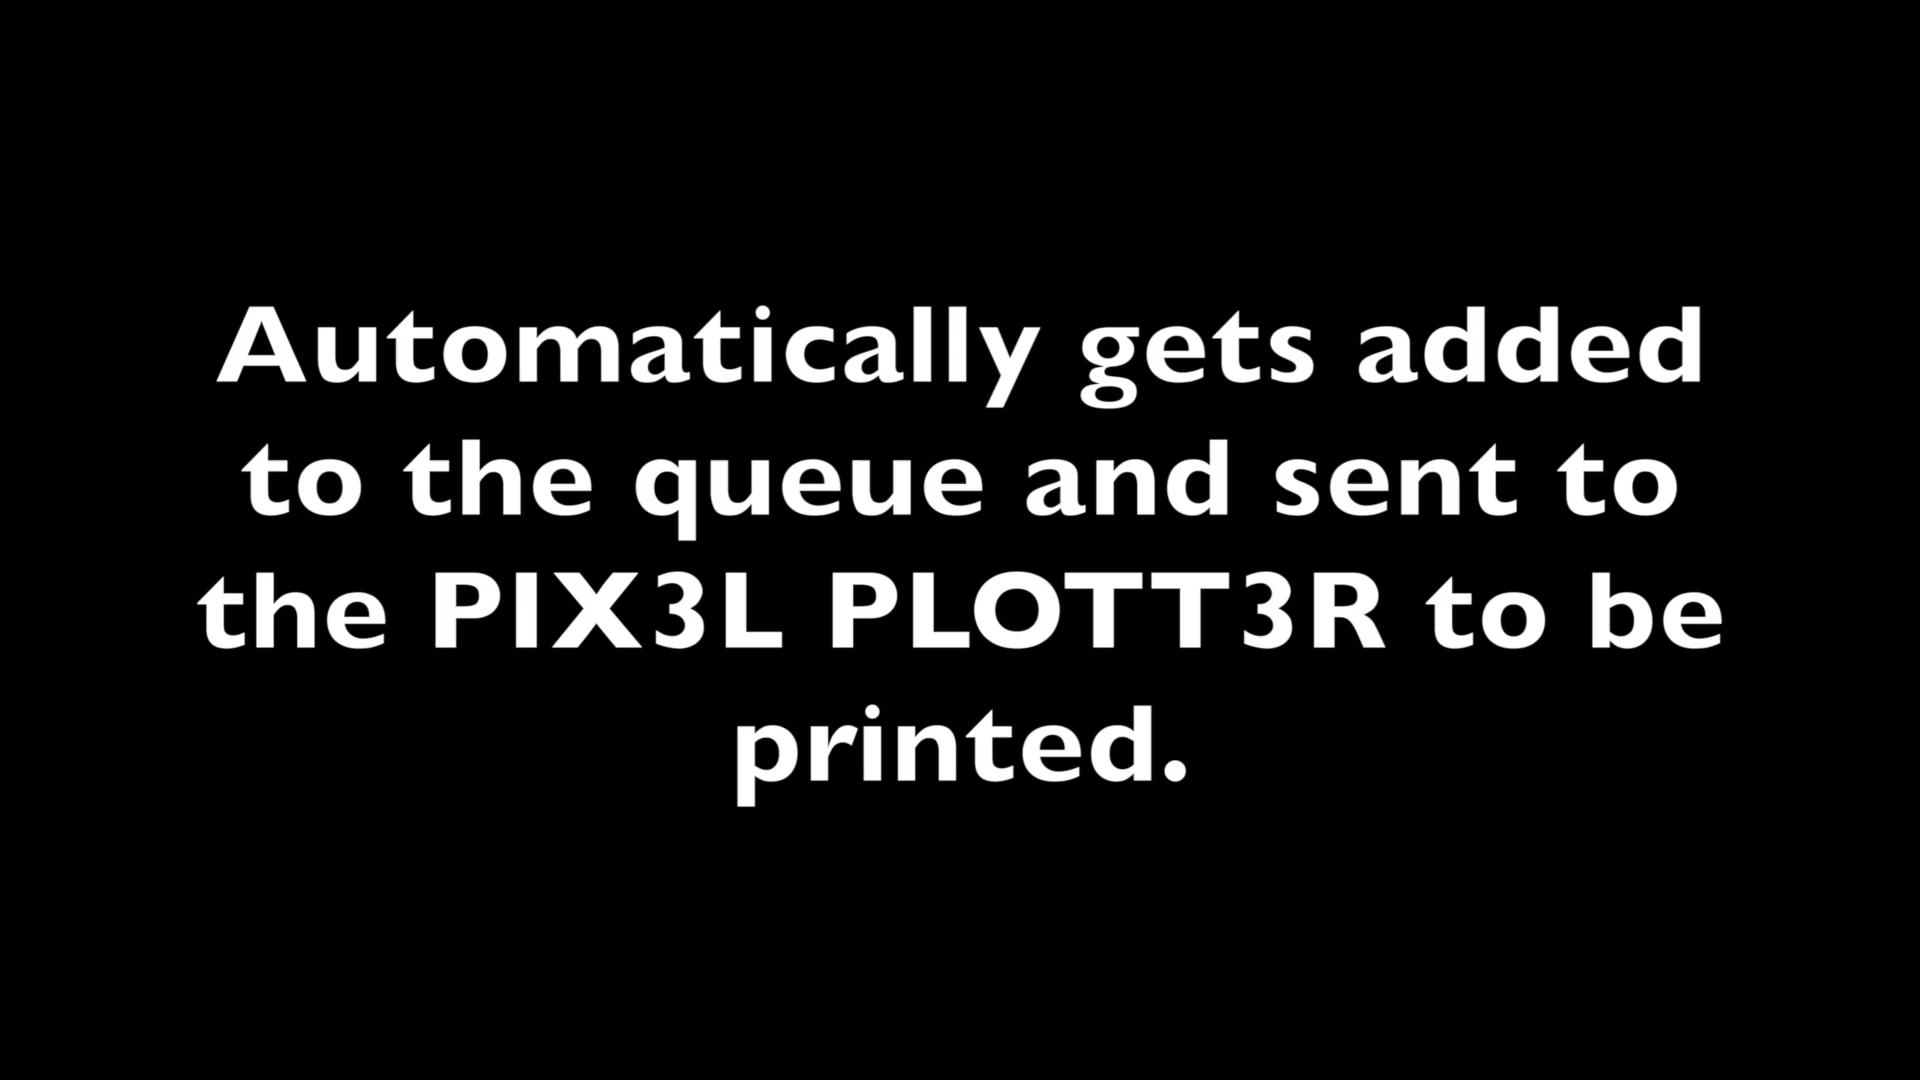 Automatically gets added
to the queue and sent to
the PIX3L PLOTT3R to be
printed.